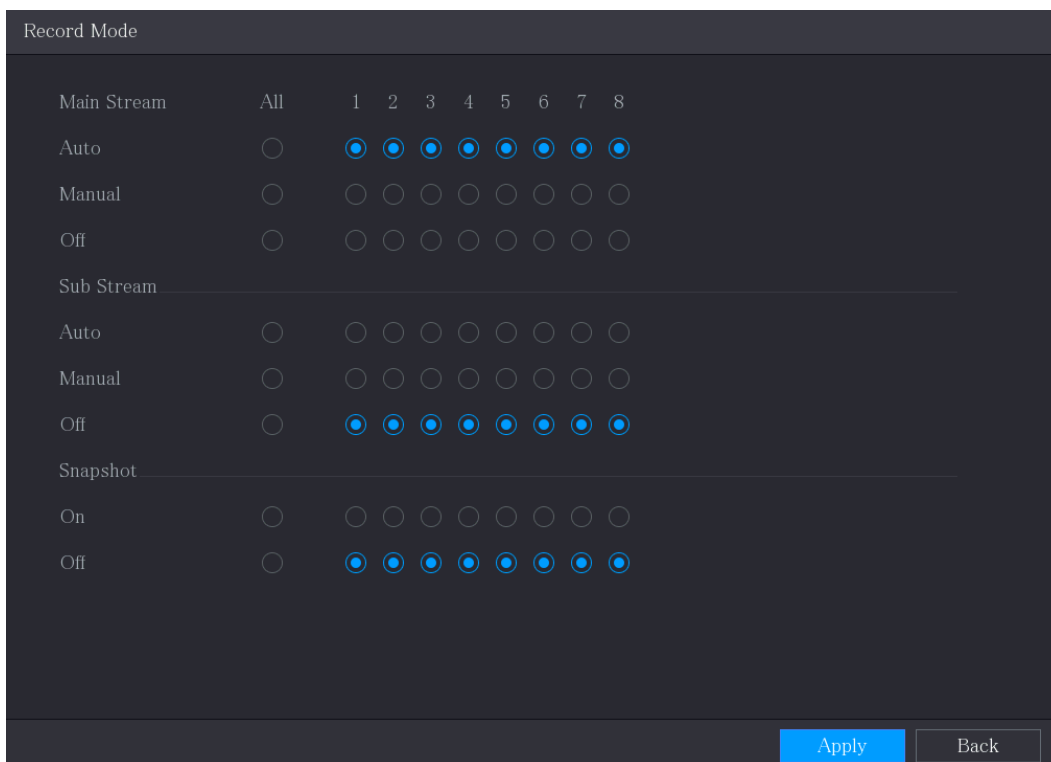 Record Mode
Main Stream All 1 2 3 4 5 6 7 8
Auto
Manual
Off
Sub Stream
Auto
Manual
Off
Snapshot
On
Off
Apply Back